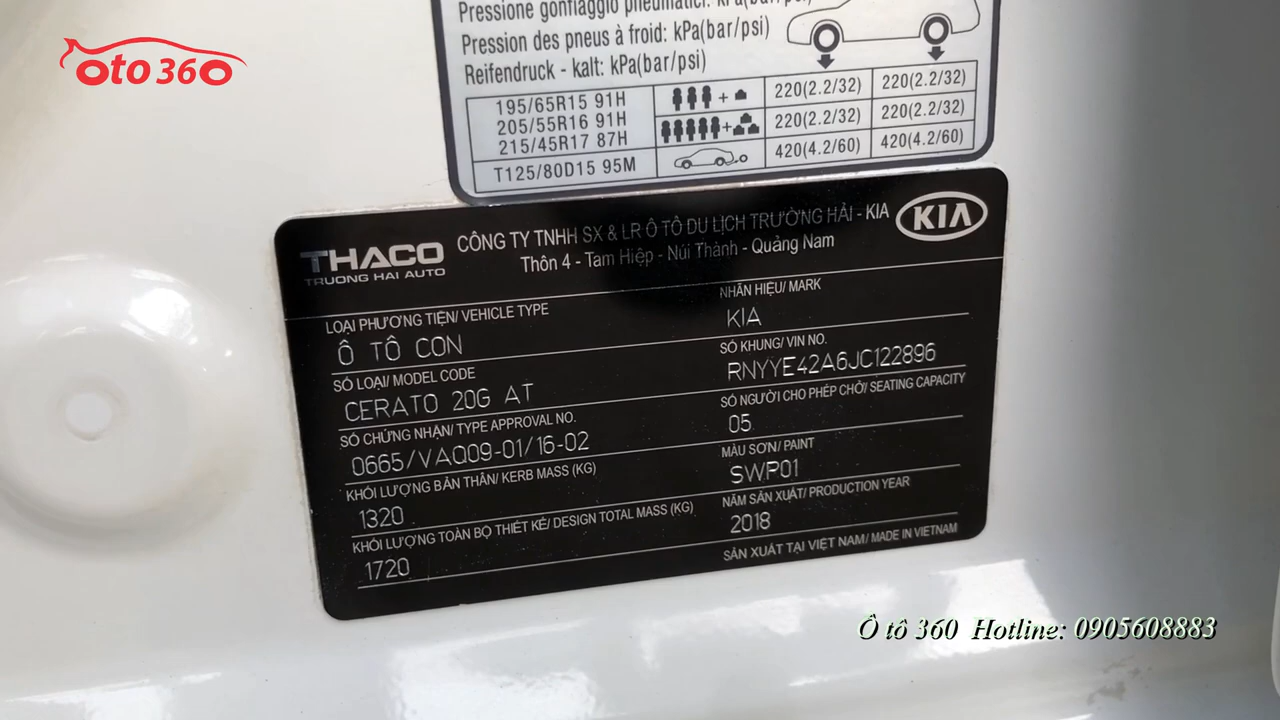 oto 360
Pressione gonfiaggio pneumatici: kPa(bar/psi)
Pression des pneus à froid: kPa(bar/psi)
Reifendruck - kalt: kPa(bar/psi)
195/65R15 91H
205/55R16 91H
215/45R17 87H
+ 220(2.2/32) 220(2.2/32)
+ 220(2.2/32) 220(2.2/32)
T125/80D15 95M 420(4.2/60) 420(4.2/60)
THACO
TRUONG HAI AUTO
CÔNG TY TNHH SX & LR Ô TÔ DU LỊCH TRƯỜNG HẢI - KIA
Thôn 4 - Tam Hiệp - Núi Thành - Quảng Nam
KIA
LOẠI PHƯƠNG TIỆN/ VEHICLE TYPE
Ô TÔ CON
NHÃN HIỆU/ MARK
KIA
SỐ LOẠI/ MODEL CODE
CERATO 20G AT
SỐ KHUNG/ VIN NO.
RNYYE42A6JC122896
SỐ CHỨNG NHẬN/ TYPE APPROVAL NO.
0665/VAQ09-01/16-02
SỐ NGƯỜI CHO PHÉP CHỞ/ SEATING CAPACITY
05
KHỐI LƯỢNG BẢN THÂN/ KERB MASS (KG)
1320
MÀU SƠN/ PAINT
SWP01
KHỐI LƯỢNG TOÀN BỘ THIẾT KẾ/ DESIGN TOTAL MASS (KG)
1720
NĂM SẢN XUẤT/ PRODUCTION YEAR
2018
SẢN XUẤT TẠI VIỆT NAM/ MADE IN VIETNAM
Ô tô 360 Hotline: 0905608883